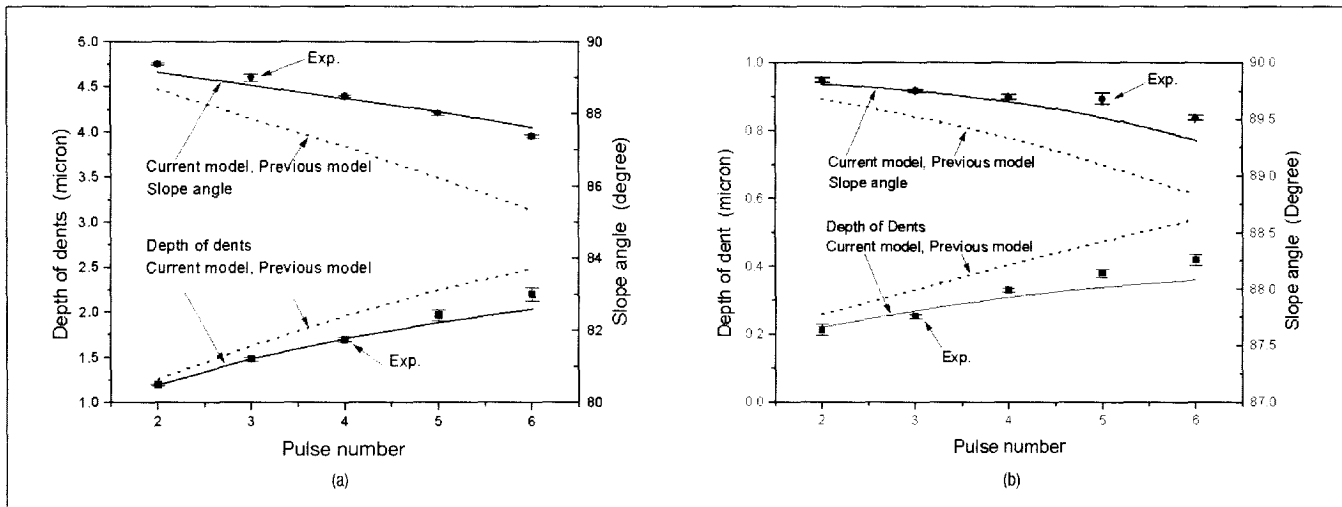 5.0
4.5
4.0
3.5
3.0
2.5
2.0
1.5
1.0
Depth of dents (micron)
90
88
86
84
82
80
Slope angle (degree)
Exp.
Current model, Previous model
Slope angle
Depth of dents
Current model, Previous model
Exp.
2 3 4 5 6
Pulse number
(a)
1.0
0.8
0.6
0.4
0.2
0.0
Depth of dent (micron)
90.0
89.5
89.0
88.5
88.0
87.5
87.0
Slope angle (Degree)
Exp.
Current model, Previous model
Slope angle
Depth of Dents
Current model, Previous model
Exp.
2 3 4 5 6
Pulse number
(b)